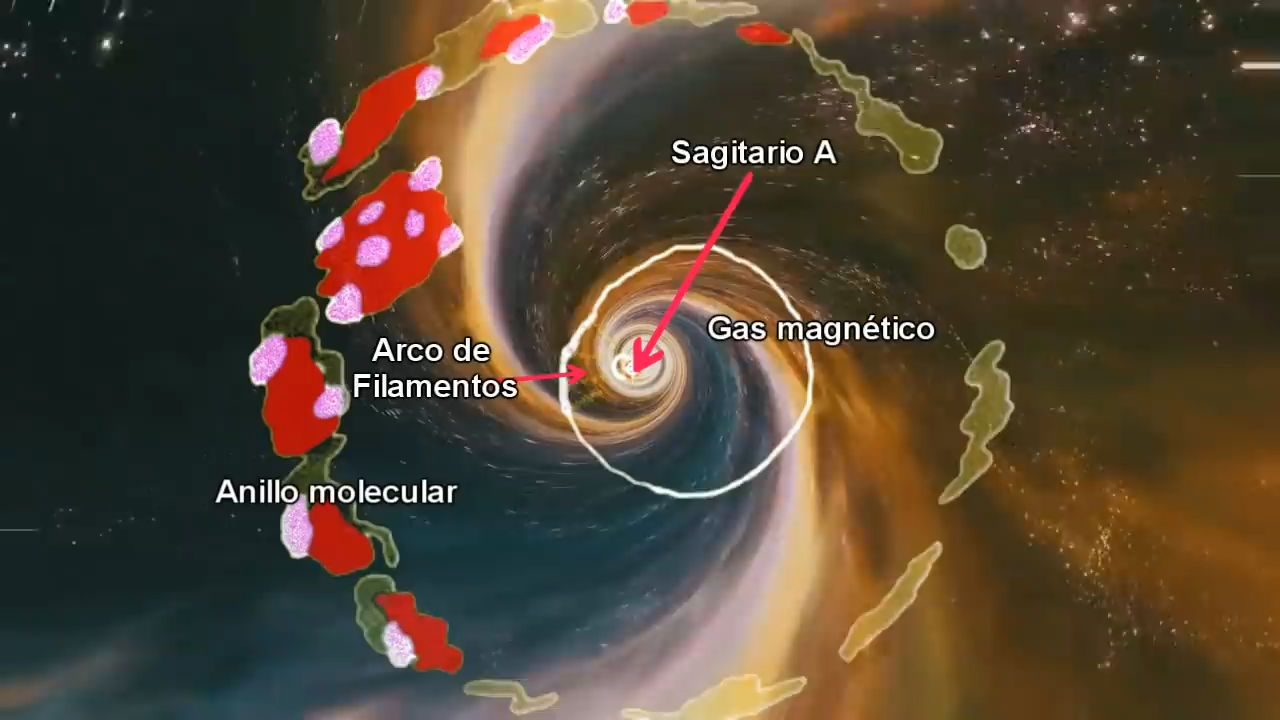 Sagitario A
Gas magnético
Arco de
Filamentos
Anillo molecular